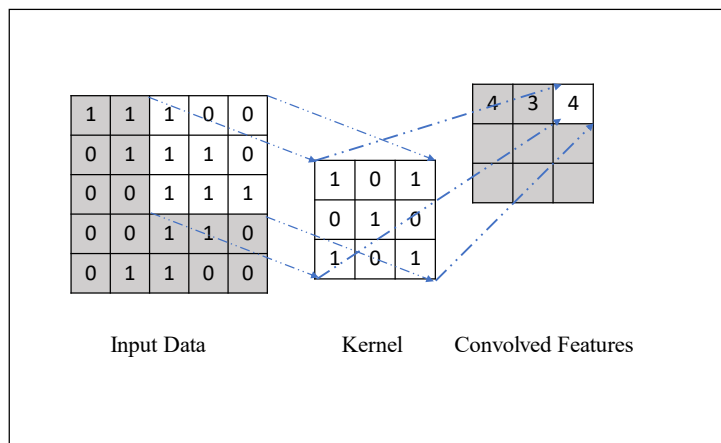 1 1 1 0 0
0 1 1 1 0
0 0 1 1 1
0 0 1 1 0
0 1 1 0 0
1 0 1
0 1 0
1 0 1
4 3 4
Input Data
Kernel
Convolved Features